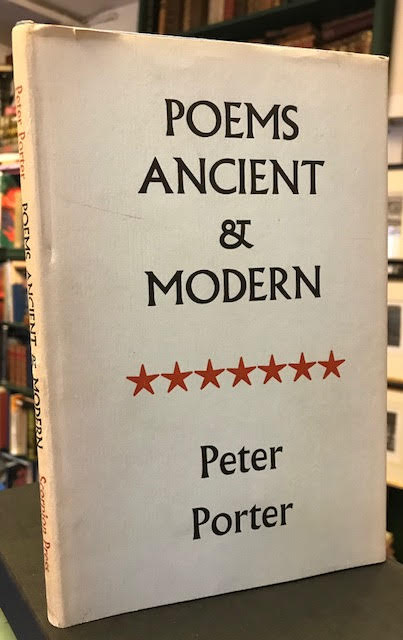 POEMS
ANCIENT
&
MODERN
★★★★★★★
Peter
Porter
Peter Porter POEMS ANCIENT & MODERN Scorpion Press